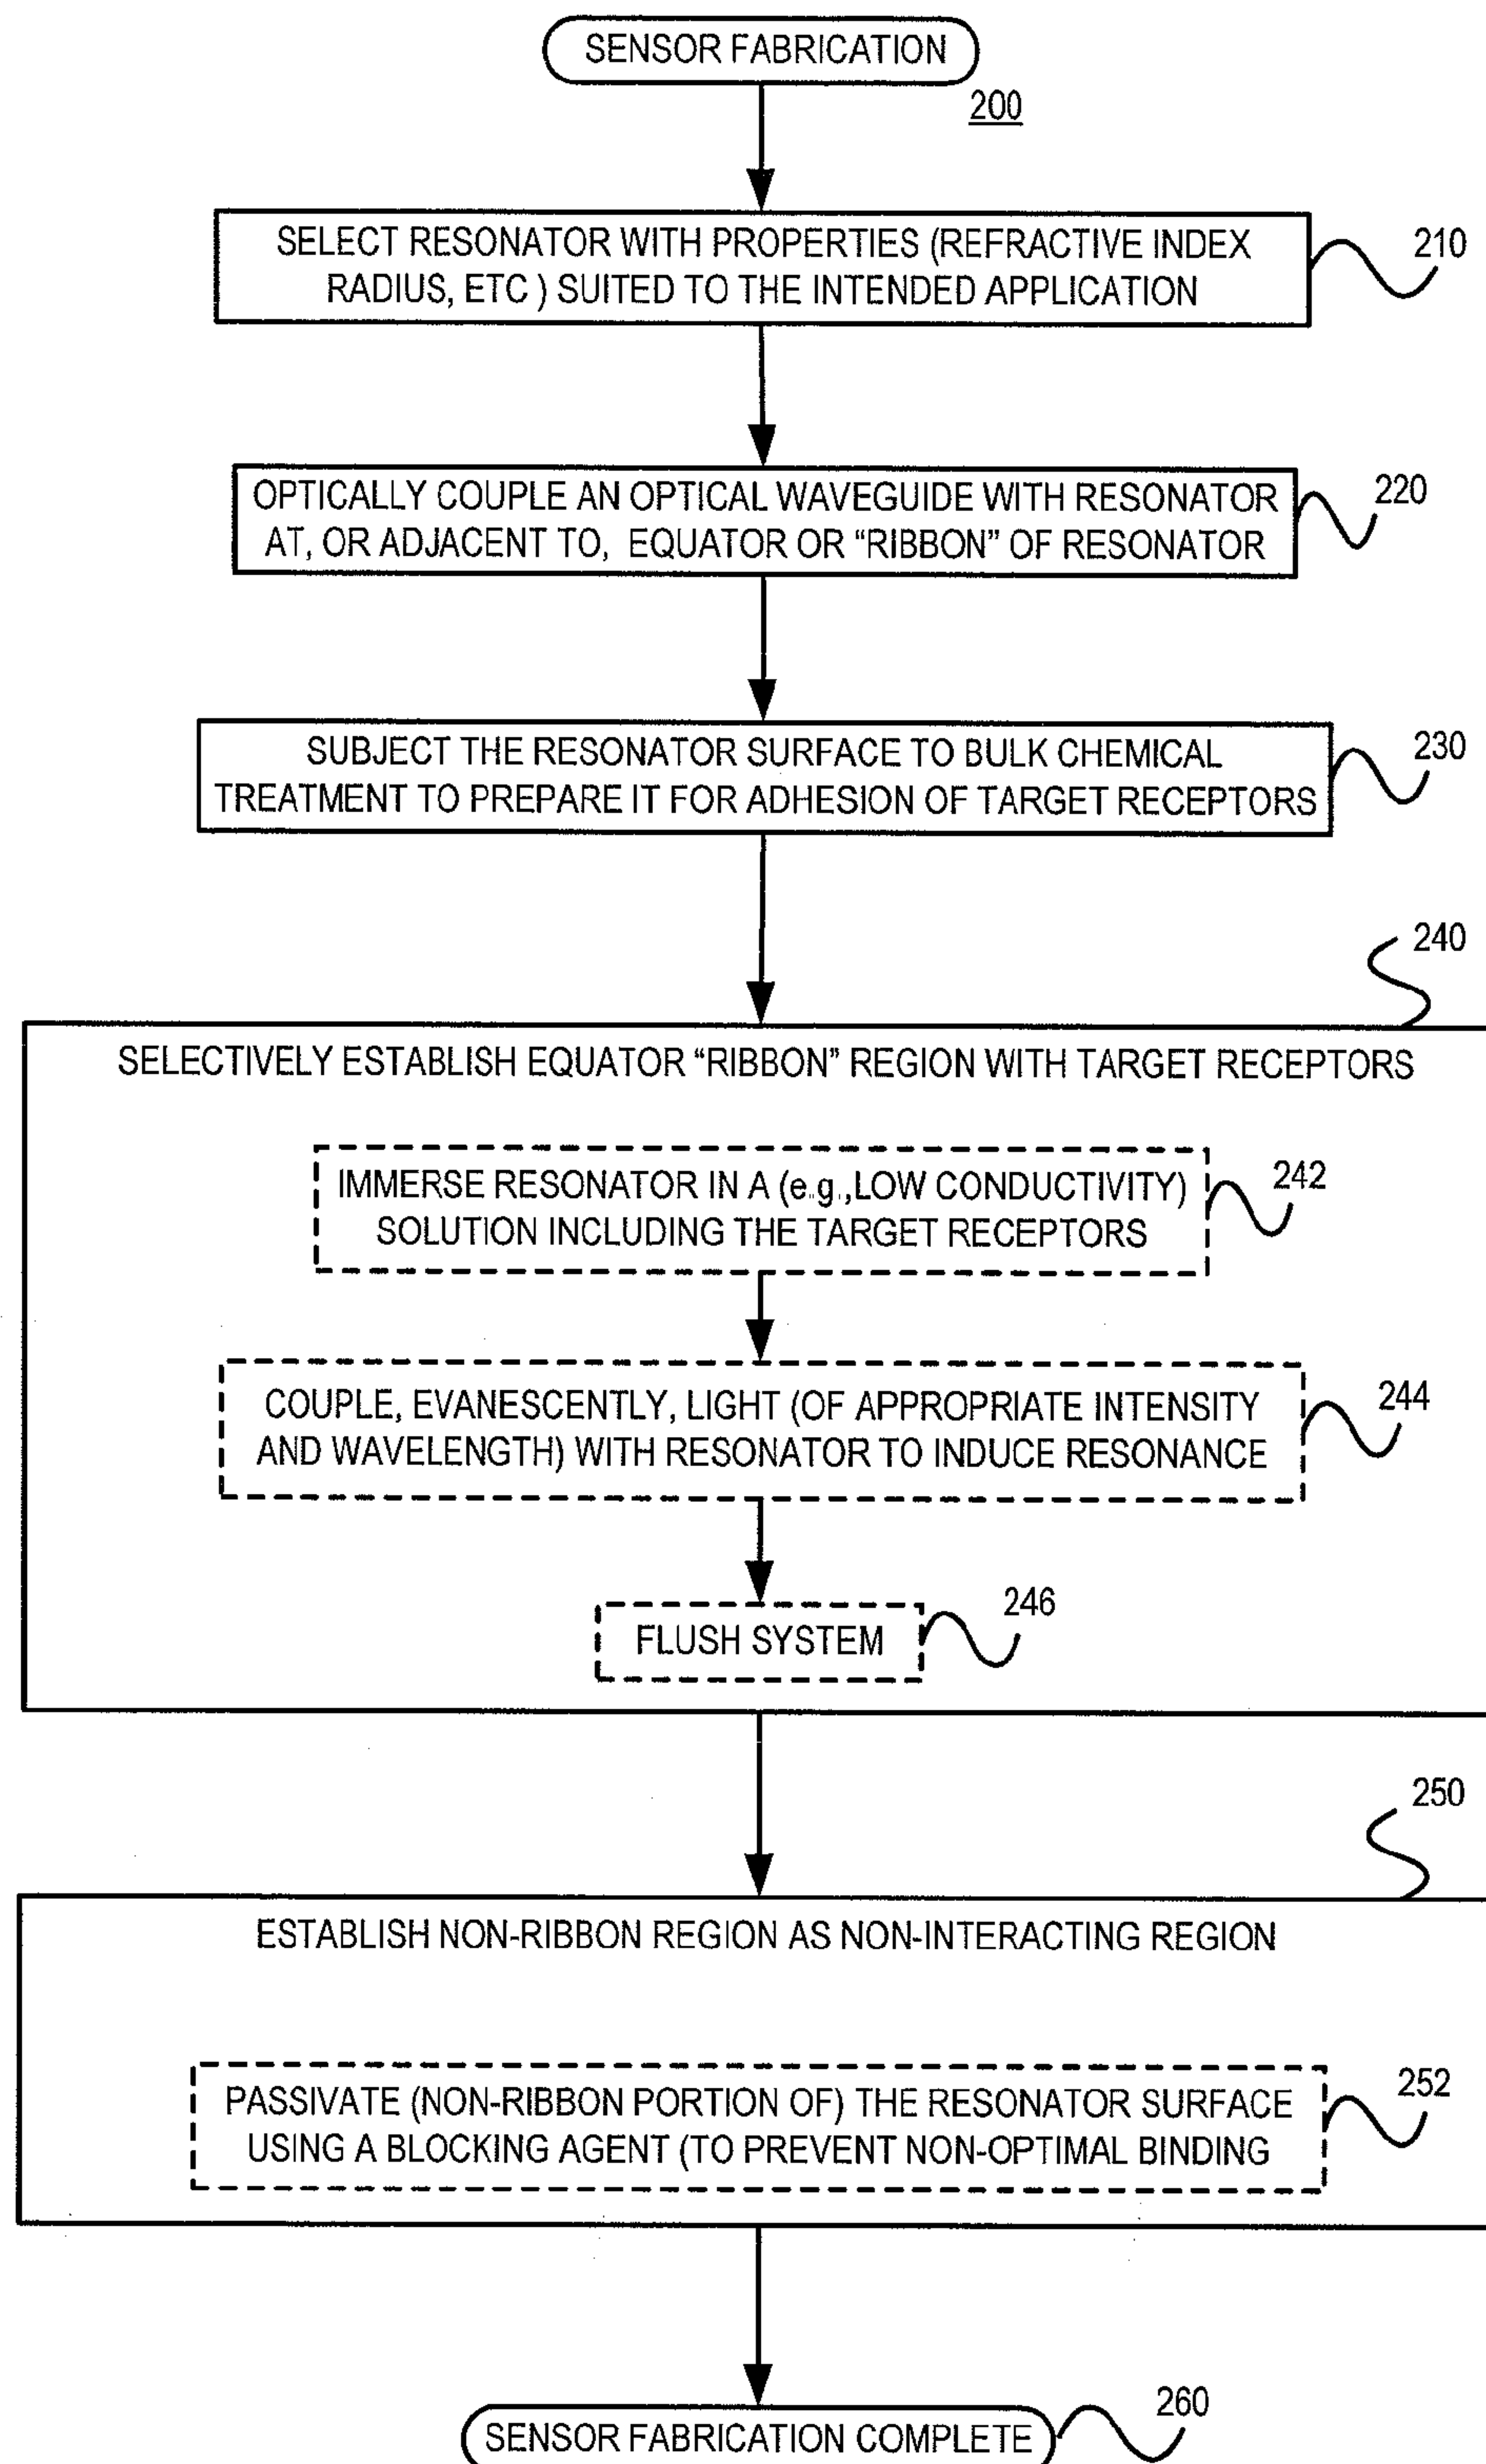 SENSOR FABRICATION
200
SELECT RESONATOR WITH PROPERTIES (REFRACTIVE INDEX
RADIUS, ETC ) SUITED TO THE INTENDED APPLICATION
210
OPTICALLY COUPLE AN OPTICAL WAVEGUIDE WITH RESONATOR
AT, OR ADJACENT TO, EQUATOR OR “RIBBON” OF RESONATOR
220
SUBJECT THE RESONATOR SURFACE TO BULK CHEMICAL
TREATMENT TO PREPARE IT FOR ADHESION OF TARGET RECEPTORS
230
240
SELECTIVELY ESTABLISH EQUATOR “RIBBON” REGION WITH TARGET RECEPTORS
IMMERSE RESONATOR IN A (e.g.,LOW CONDUCTIVITY)
SOLUTION INCLUDING THE TARGET RECEPTORS
242
COUPLE, EVANESCENTLY, LIGHT (OF APPROPRIATE INTENSITY
AND WAVELENGTH) WITH RESONATOR TO INDUCE RESONANCE
244
FLUSH SYSTEM
246
250
ESTABLISH NON-RIBBON REGION AS NON-INTERACTING REGION
PASSIVATE (NON-RIBBON PORTION OF) THE RESONATOR SURFACE
USING A BLOCKING AGENT (TO PREVENT NON-OPTIMAL BINDING
252
SENSOR FABRICATION COMPLETE
260